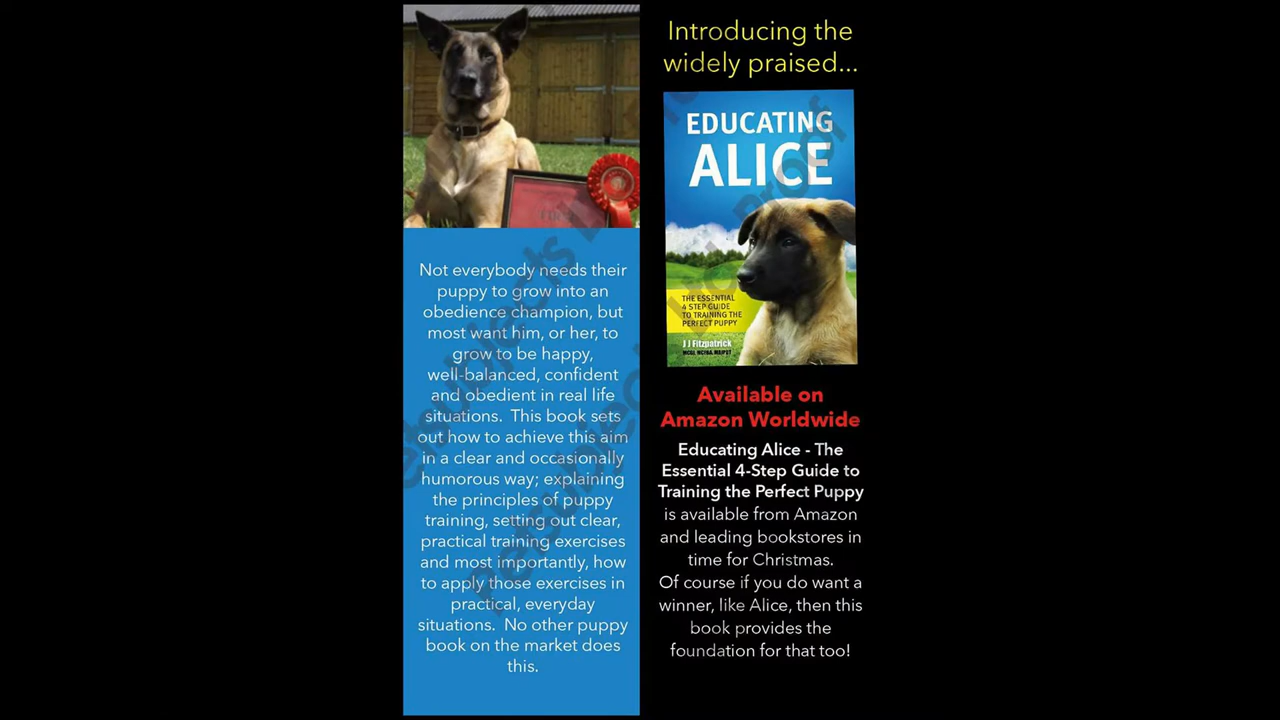 Not everybody needs their
puppy to grow into an
obedience champion, but
most want him, or her, to
grow to be happy,
well-balanced, confident
and obedient in real life
situations. This book sets
out how to achieve this aim
in a clear and occasionally
humorous way; explaining
the principles of puppy
training, setting out clear,
practical training exercises
and most importantly, how
to apply those exercises in
practical, everyday
situations. No other puppy
book on the market does
this.
Introducing the
widely praised...
EDUCATING
ALICE
THE ESSENTIAL
4 STEP GUIDE
TO TRAINING THE
PERFECT PUPPY
J J Fitzpatrick
Available on
Amazon Worldwide
Educating Alice - The
Essential 4-Step Guide to
Training the Perfect Puppy
is available from Amazon
and leading bookstores in
time for Christmas.
Of course if you do want a
winner, like Alice, then this
book provides the
foundation for that too!